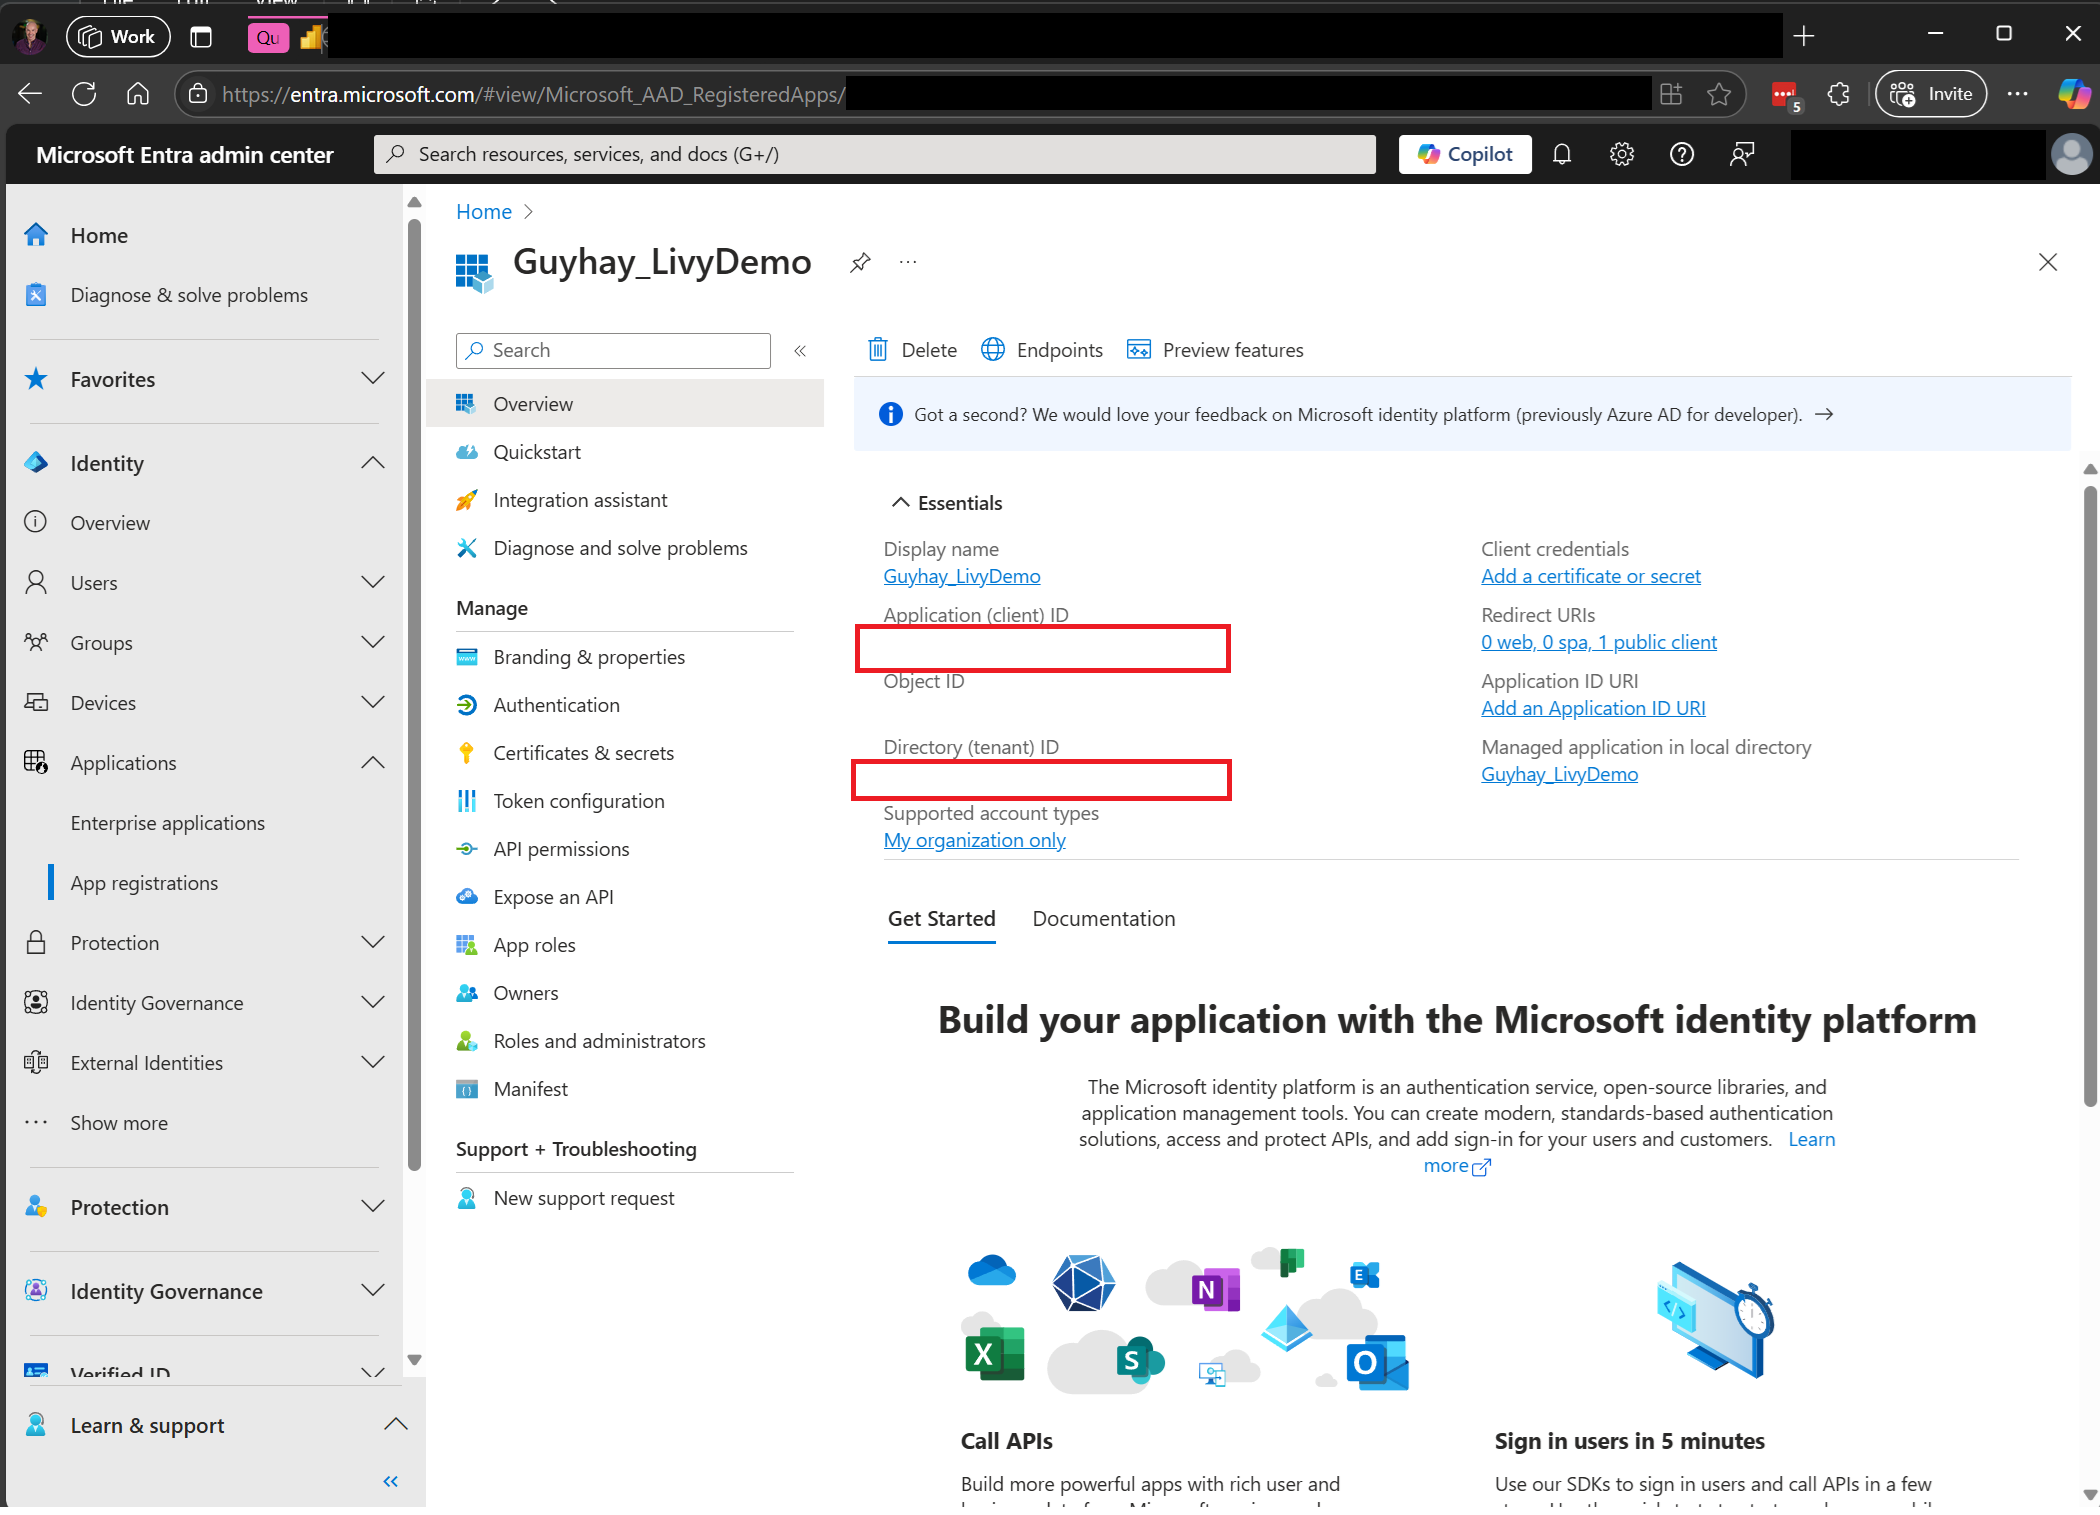 Work
Qu
https://entra.microsoft.com/#view/Microsoft_AAD_RegisteredApps/
5
Invite
Microsoft Entra admin center
Search resources, services, and docs (G+/)
Copilot
Home
Diagnose & solve problems
Favorites
Identity
Overview
Users
Groups
Devices
Applications
Enterprise applications
App registrations
Protection
Identity Governance
External Identities
Show more
Protection
Identity Governance
Verified ID
Learn & support
Home
Guyhay_LivyDemo
Search
Overview
Quickstart
Integration assistant
Diagnose and solve problems
Manage
Branding & properties
Authentication
Certificates & secrets
Token configuration
API permissions
Expose an API
App roles
Owners
Roles and administrators
Manifest
Support + Troubleshooting
New support request
Delete
Endpoints
Preview features
Got a second? We would love your feedback on Microsoft identity platform (previously Azure AD for developer).
Essentials
Display name
Guyhay_LivyDemo
Application (client) ID
Object ID
Directory (tenant) ID
Supported account types
My organization only
Client credentials
Add a certificate or secret
Redirect URIs
0 web, 0 spa, 1 public client
Application ID URI
Add an Application ID URI
Managed application in local directory
Guyhay_LivyDemo
Get Started
Documentation
Build your application with the Microsoft identity platform
The Microsoft identity platform is an authentication service, open-source libraries, and
application management tools. You can create modern, standards-based authentication
solutions, access and protect APIs, and add sign-in for your users and customers. Learn
more
N
E
X
S
O
Call APIs
Build more powerful apps with rich user and
Sign in users in 5 minutes
Use our SDKs to sign in users and call APIs in a few